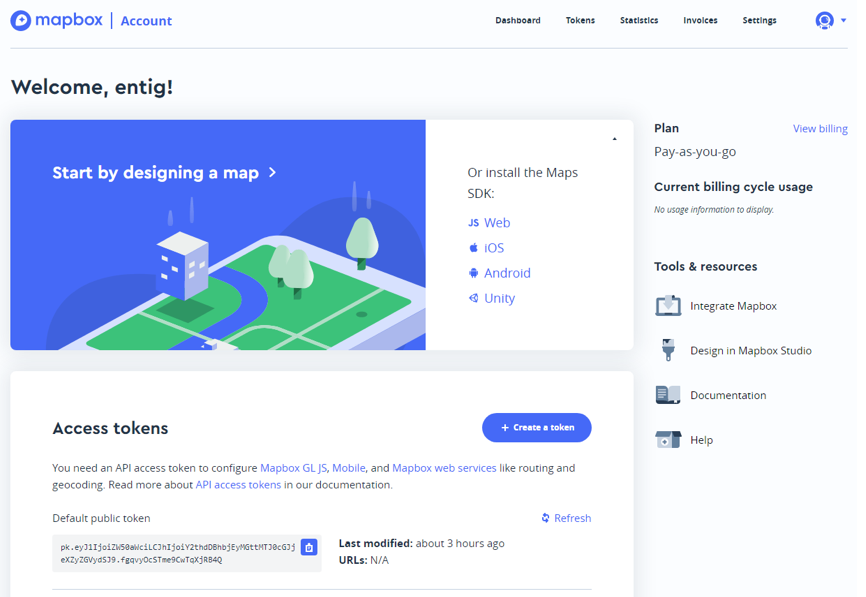 mapbox | Account
Dashboard
Tokens
Statistics
Invoices
Settings
Welcome, entig!
Start by designing a map
Or install the Maps
SDK:
JS Web
iOS
Android
Unity
Plan
View billing
Pay-as-you-go
Current billing cycle usage
No usage information to display.
Tools & resources
Integrate Mapbox
Design in Mapbox Studio
Documentation
Help
Access tokens
+ Create a token
You need an API access token to configure Mapbox GL JS, Mobile, and Mapbox web services like routing and
geocoding. Read more about API access tokens in our documentation.
Default public token
Refresh
Last modified: about 3 hours ago
URLs: N/A